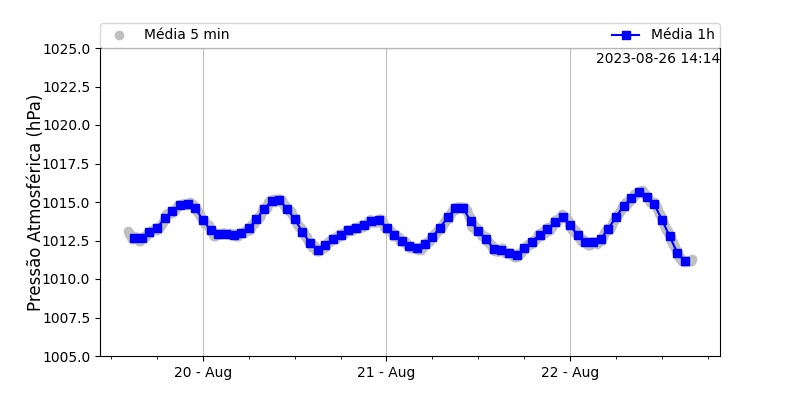 Média 5 min
Média 1h
2023-08-26 14:14
Pressão Atmosférica (hPa)
1025.0
1022.5
1020.0
1017.5
1015.0
1012.5
1010.0
1007.5
1005.0
20 - Aug
21 - Aug
22 - Aug